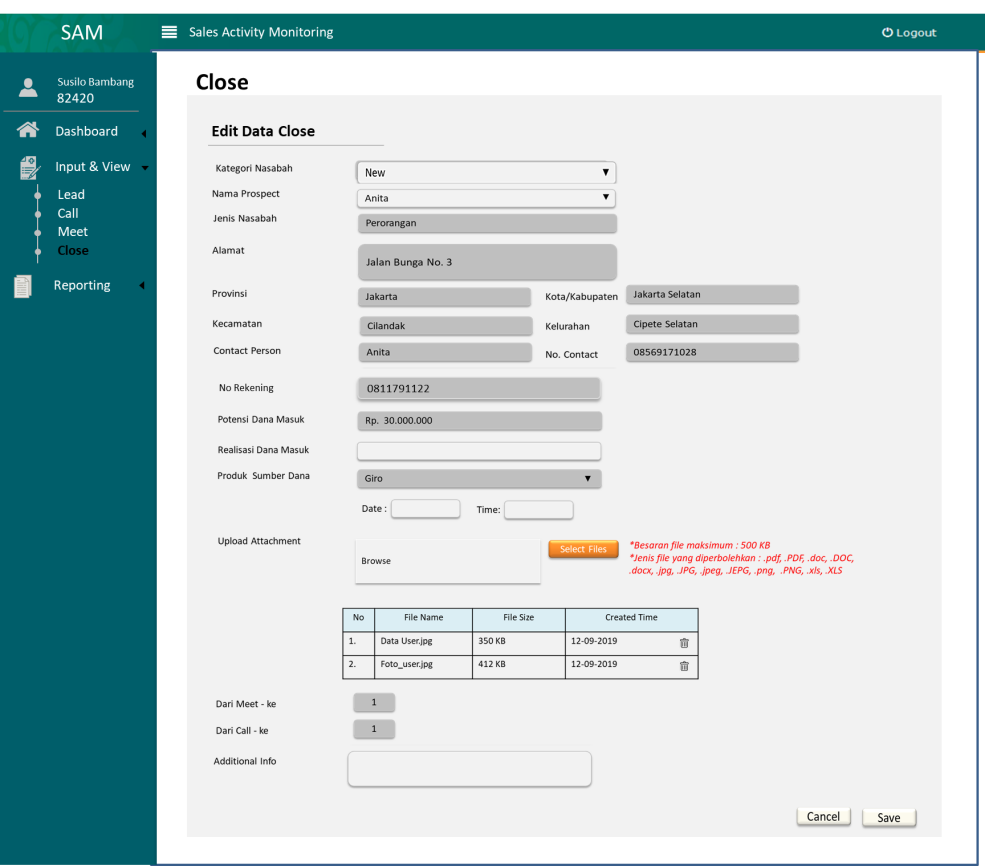 SAM
Sales Activity Monitoring
Logout
Susilo Bambang
82420
Dashboard
Input & View
Lead
Call
Meet
Close
Reporting
Close
Edit Data Close
Kategori Nasabah New
Nama Prospect Anita
Jenis Nasabah Perorangan
Alamat Jalan Bunga No. 3
Provinsi Jakarta Kota/Kabupaten Jakarta Selatan
Kecamatan Cilandak Kelurahan Cipete Selatan
Contact Person Anita No. Contact 08569171028
No Rekening 0811791122
Potensi Dana Masuk Rp. 30.000.000
Realisasi Dana Masuk
Produk Sumber Dana Giro
Date : Time:
Upload Attachment Browse Select Files
*Besaran file maksimum : 500 KB
*Jenis file yang diperbolehkan : .pdf, .PDF, .doc, .DOC,
.docx, .jpg, .JPG, .jpeg, .JEPG, .png, .PNG, .xls, .XLS
No File Name File Size Created Time
1. Data User.jpg 350 KB 12-09-2019
2. Foto_user.jpg 412 KB 12-09-2019
Dari Meet - ke 1
Dari Call - ke 1
Additional Info
Cancel Save